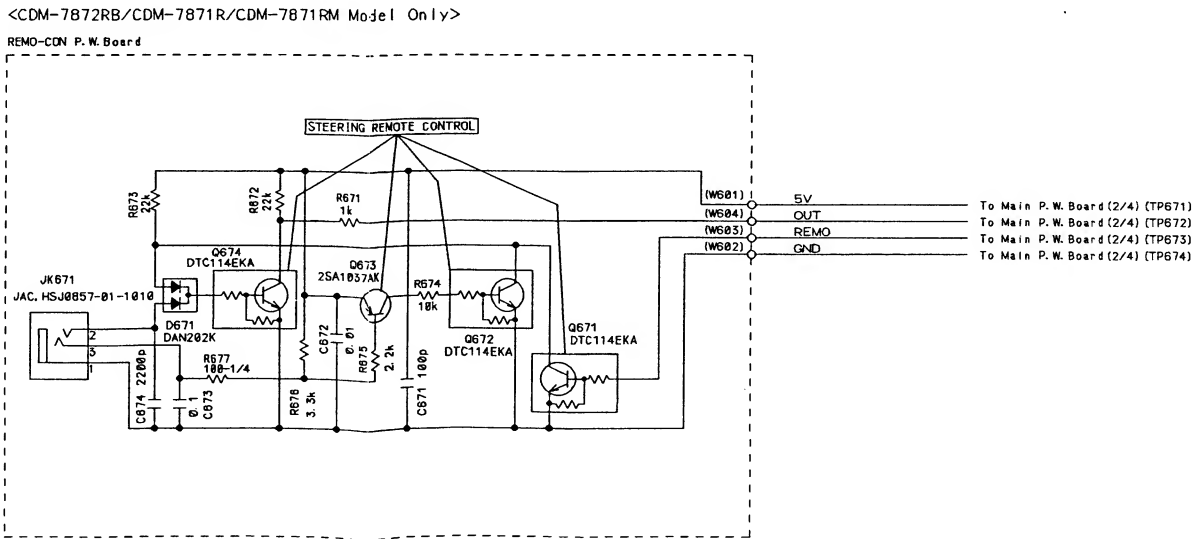 <CDM-7872RB/CDM-7871R/CDM-7871RM Model Only>
REMO-CON P.W.Board
STEERING REMOTE CONTROL
R673
22k
R672
22k
R671
1k
(W601)
5V
To Main P.W.Board(2/4)(TP671)
(W604)
OUT
To Main P.W.Board(2/4)(TP672)
(W603)
REMO
To Main P.W.Board(2/4)(TP673)
(W602)
GND
To Main P.W.Board(2/4)(TP674)
Q674
DTC114EKA
Q673
2SA1037AK
R674
10k
JK671
JAC.HSJ0857-01-1010
D671
DAN202K
Q672
DTC114EKA
Q671
DTC114EKA
2
3
1
R677
100-1/4
C672
0.01
R675
2.2k
C671 100p
C674 2200p
0.1
C673
R676
3.3k